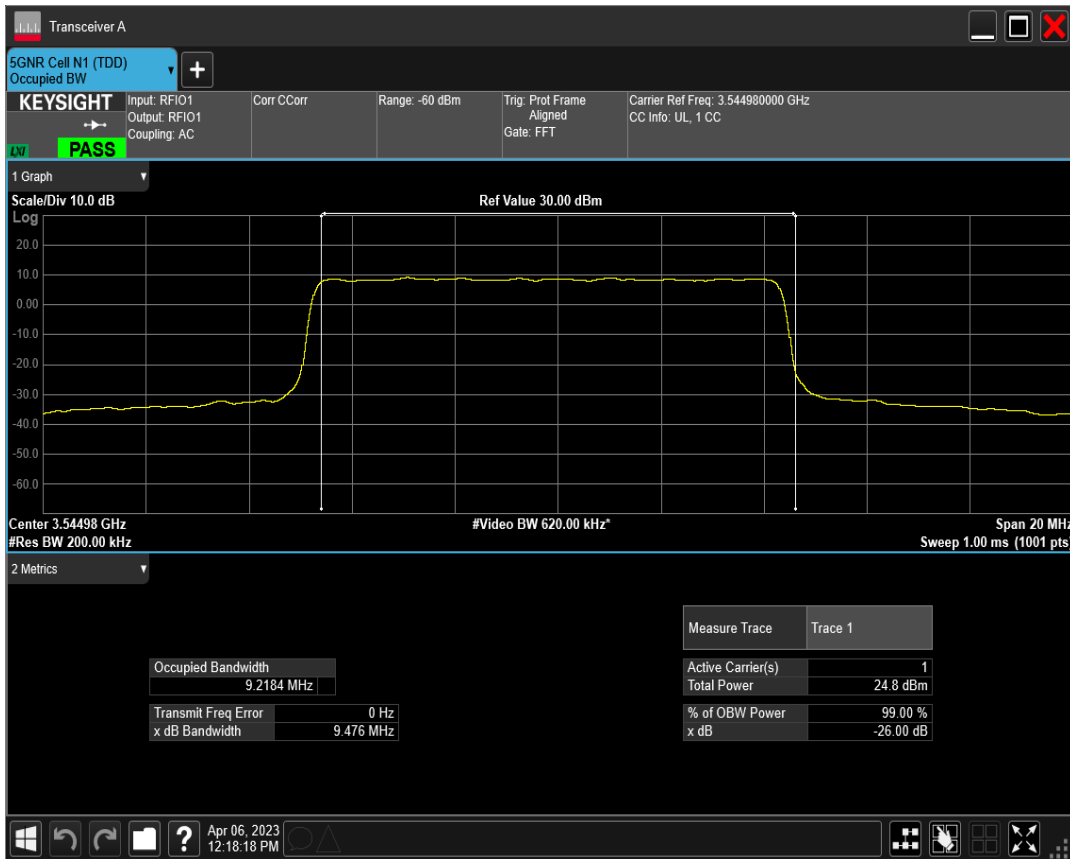 Transceiver A
5GNR Cell N1 (TDD)
Occupied BW
+
KEYSIGHT
LXI
PASS
Input: RFIO1
Output: RFIO1
Coupling: AC
Corr CCorr
Range: -60 dBm
Trig: Prot Frame
Aligned
Gate: FFT
Carrier Ref Freq: 3.544980000 GHz
CC Info: UL, 1 CC
1 Graph
Scale/Div 10.0 dB
Ref Value 30.00 dBm
Log
20.0
10.0
0.00
-10.0
-20.0
-30.0
-40.0
-50.0
-60.0
Center 3.54498 GHz
#Video BW 620.00 kHz*
Span 20 MHz
#Res BW 200.00 kHz
Sweep 1.00 ms (1001 pts)
2 Metrics
Measure Trace Trace 1
Occupied Bandwidth
9.2184 MHz
Active Carrier(s) 1
Total Power 24.8 dBm
Transmit Freq Error 0 Hz
x dB Bandwidth 9.476 MHz
% of OBW Power 99.00 %
x dB -26.00 dB
?
Apr 06, 2023
12:18:18 PM